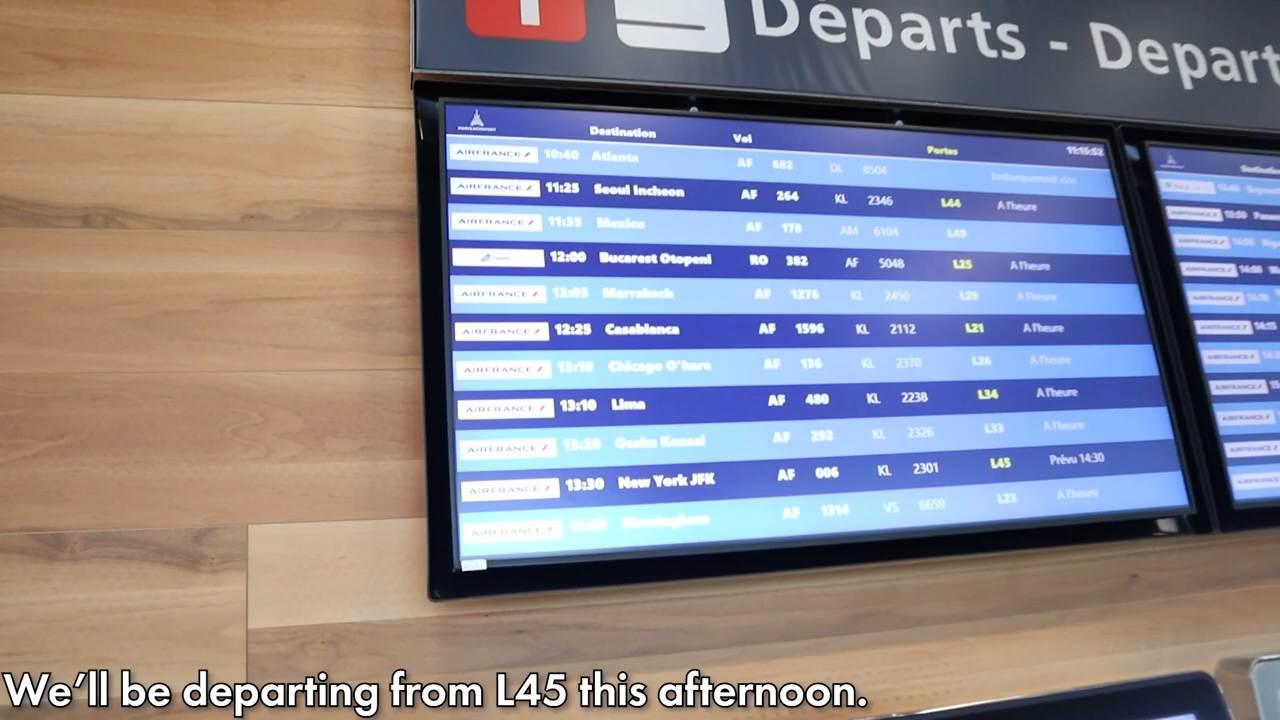 Départs - Depart
Destination Vol Portes 11:15:52
AIRFRANCE 10:40 Atlanta AF 682 DL 8504 Embarquement clos
AIRFRANCE 11:25 Seoul Incheon AF 264 KL 2346 L44 A l'heure
AIRFRANCE 11:35 Mexico AF 178 AM 6104 L49
12:00 Bucarest Otopeni RO 382 AF 5048 L25 A l'heure
AIRFRANCE 12:05 Marrakech AF 1276 KL 2450 L29 A l'heure
AIRFRANCE 12:25 Casablanca AF 1596 KL 2112 L21 A l'heure
AIRFRANCE 13:10 Chicago O'hare AF 136 KL 2370 L26 A l'heure
AIRFRANCE 13:10 Lima AF 480 KL 2238 L34 A l'heure
AIRFRANCE 13:20 Osaka Kansai AF 292 KL 2326 L33 A l'heure
AIRFRANCE 13:30 New York JFK AF 006 KL 2301 L45 Prévu 14:30
AIRFRANCE Birmingham AF 1314 VS 6659 L23 A l'heure
We'll be departing from L45 this afternoon.